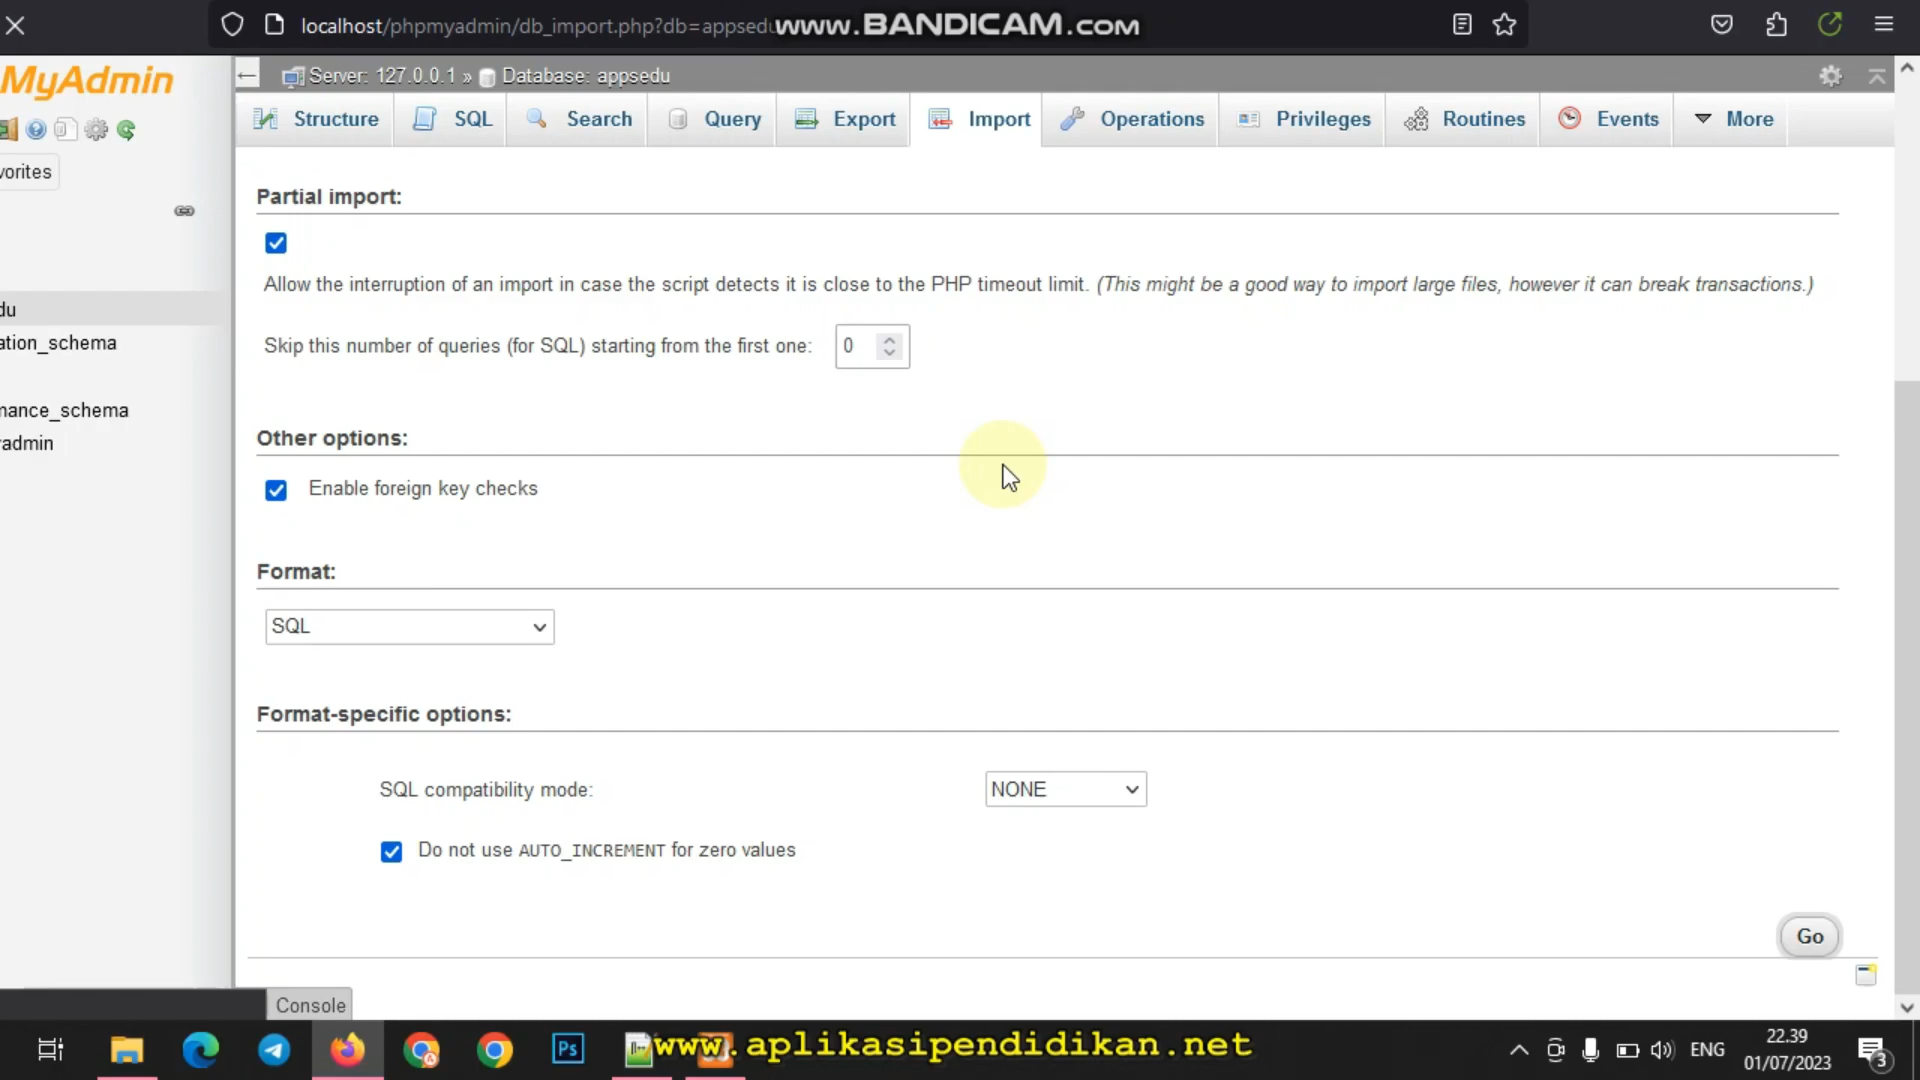 localhost/phpmyadmin/db_import.php?db=appsedu
www.BANDICAM.com
MyAdmin
Server: 127.0.0.1 » Database: appsedu
Structure SQL Search Query Export Import Operations Privileges Routines Events More
vorites
du
ation_schema
mance_schema
admin
Partial import:
Allow the interruption of an import in case the script detects it is close to the PHP timeout limit. (This might be a good way to import large files, however it can break transactions.)
Skip this number of queries (for SQL) starting from the first one: 0
Other options:
Enable foreign key checks
Format:
SQL
Format-specific options:
SQL compatibility mode: NONE
Do not use AUTO_INCREMENT for zero values
Go
Console
Ps
www.aplikasipendidikan.net
ENG
22.39
01/07/2023
3